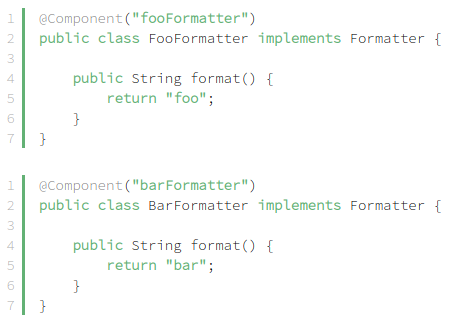 1 @Component("fooFormatter")
2 public class FooFormatter implements Formatter {
3
4     public String format() {
5         return "foo";
6     }
7 }
1 @Component("barFormatter")
2 public class BarFormatter implements Formatter {
3
4     public String format() {
5         return "bar";
6     }
7 }